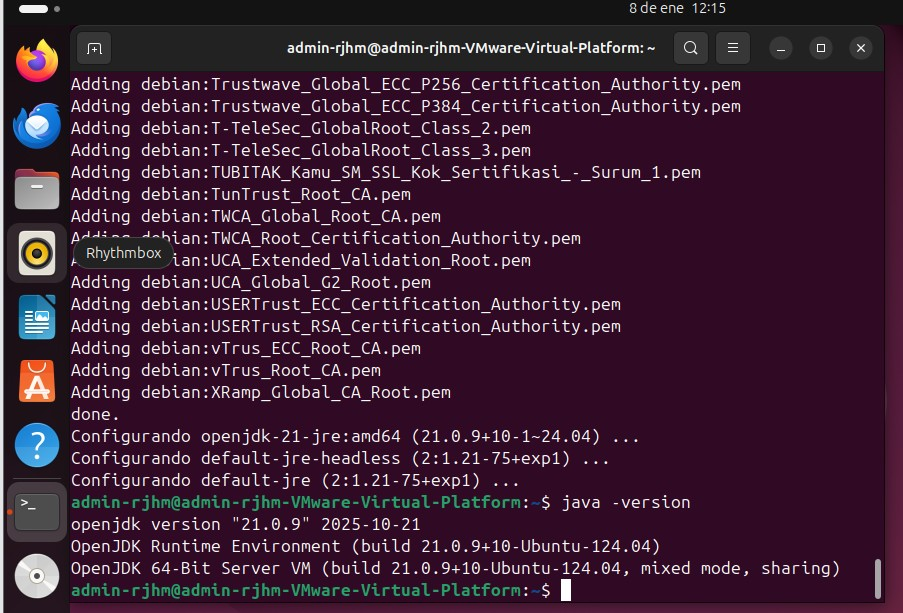 8 de ene 12:15
admin-rjhm@admin-rjhm-VMware-Virtual-Platform: ~
Adding debian:Trustwave_Global_ECC_P256_Certification_Authority.pem
Adding debian:Trustwave_Global_ECC_P384_Certification_Authority.pem
Adding debian:T-TeleSec_GlobalRoot_Class_2.pem
Adding debian:T-TeleSec_GlobalRoot_Class_3.pem
Adding debian:TUBITAK_Kamu_SM_SSL_Kok_Sertifikasi_-_Surum_1.pem
Adding debian:TunTrust_Root_CA.pem
Adding debian:TWCA_Global_Root_CA.pem
Adding debian:TWCA_Root_Certification_Authority.pem
Rhythmbox
ian:UCA_Extended_Validation_Root.pem
Adding debian:UCA_Global_G2_Root.pem
Adding debian:USERTrust_ECC_Certification_Authority.pem
Adding debian:USERTrust_RSA_Certification_Authority.pem
Adding debian:vTrus_ECC_Root_CA.pem
Adding debian:vTrus_Root_CA.pem
Adding debian:XRamp_Global_CA_Root.pem
done.
Configurando openjdk-21-jre:amd64 (21.0.9+10-1~24.04) ...
Configurando default-jre-headless (2:1.21-75+exp1) ...
Configurando default-jre (2:1.21-75+exp1) ...
admin-rjhm@admin-rjhm-VMware-Virtual-Platform:~$ java -version
openjdk version "21.0.9" 2025-10-21
OpenJDK Runtime Environment (build 21.0.9+10-Ubuntu-124.04)
OpenJDK 64-Bit Server VM (build 21.0.9+10-Ubuntu-124.04, mixed mode, sharing)
admin-rjhm@admin-rjhm-VMware-Virtual-Platform:~$